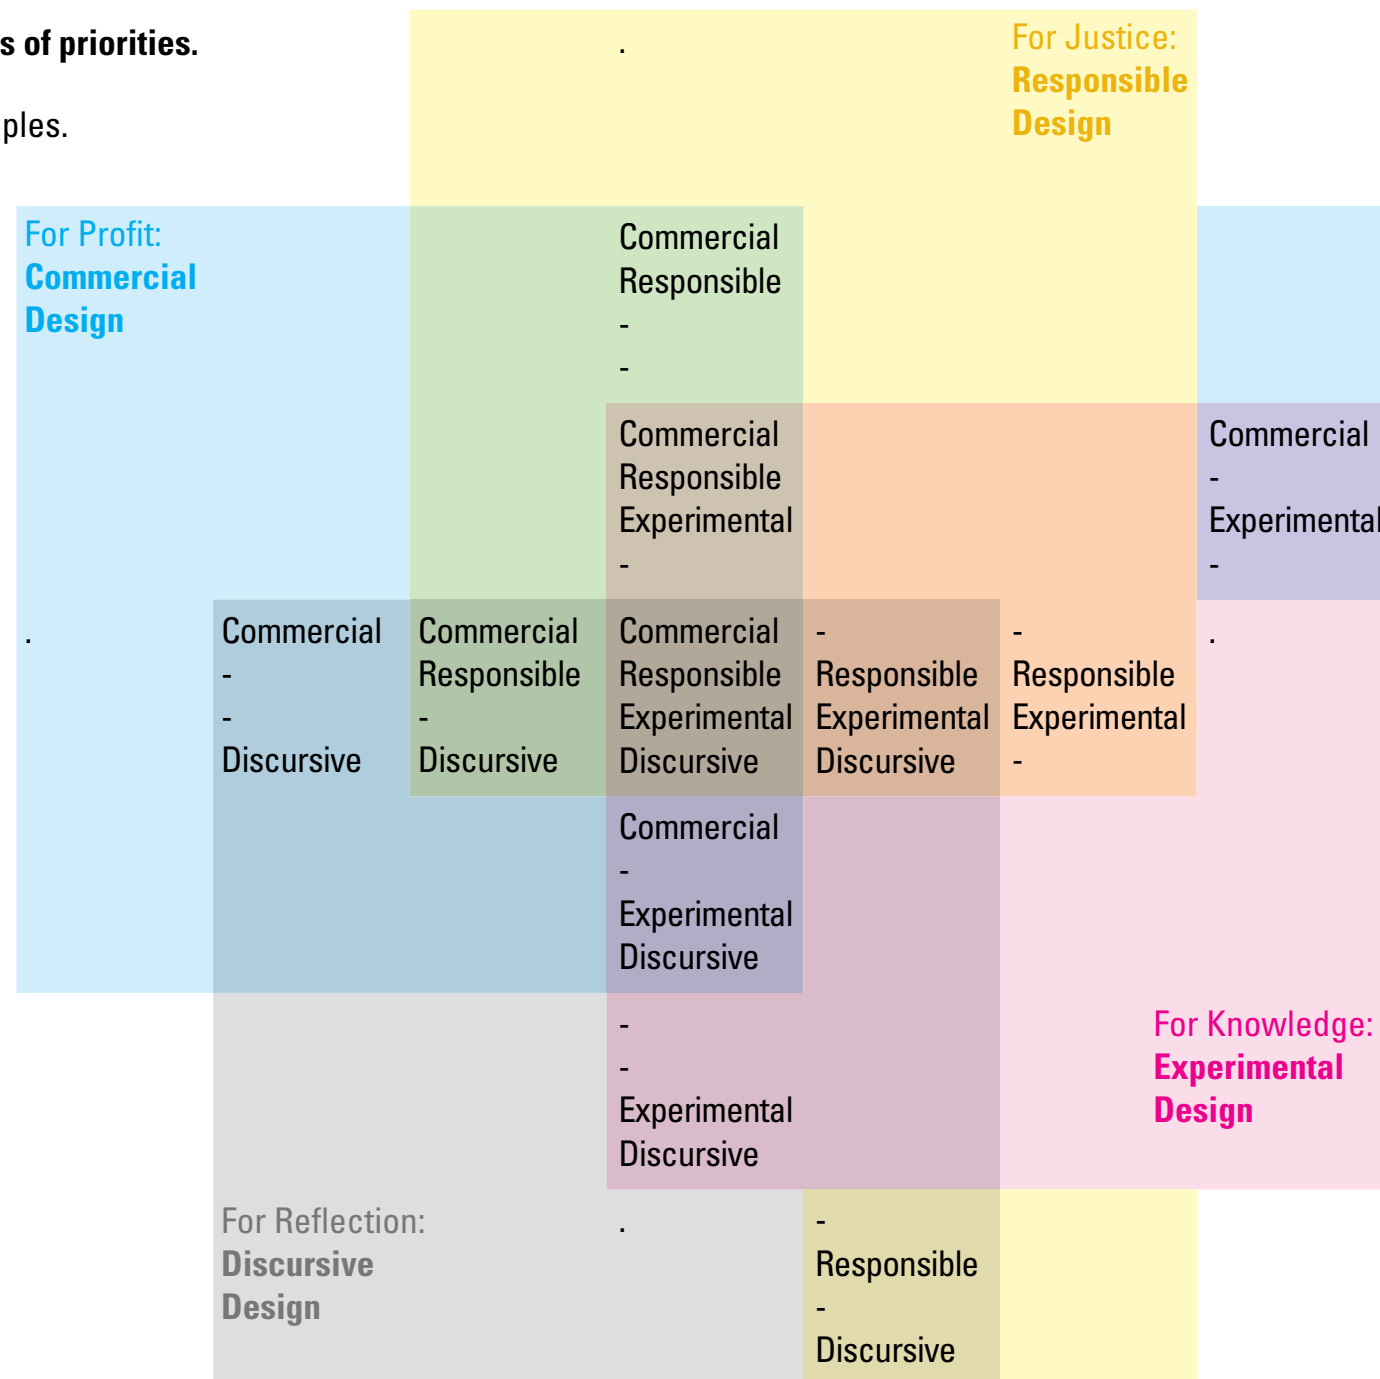 s of priorities.
ples.
.
For Justice:
Responsible
Design
For Profit:
Commercial
Design
Commercial
Responsible
-
-
Commercial
Responsible
Experimental
-
Commercial
-
Experimental
-
.
Commercial
-
-
Discursive
Commercial
Responsible
-
Discursive
Commercial
Responsible
Experimental
Discursive
-
Responsible
Experimental
Discursive
-
Responsible
Experimental
-
.
Commercial
-
Experimental
Discursive
-
-
Experimental
Discursive
For Knowledge:
Experimental
Design
For Reflection:
Discursive
Design
.
-
Responsible
-
Discursive